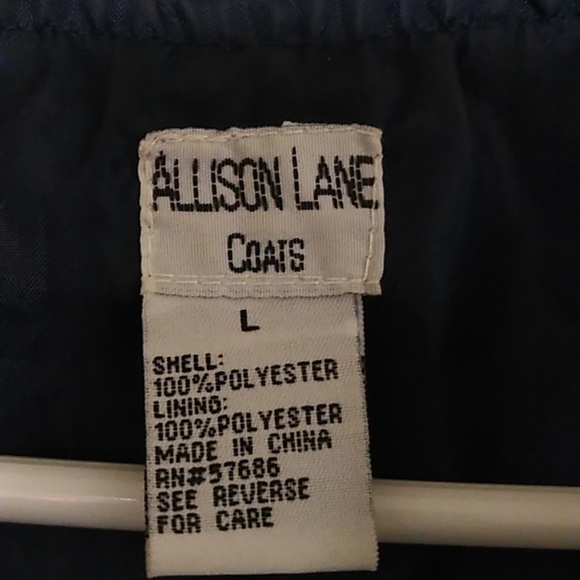 ALLISON LANE
COATS
L
SHELL:
100%POLYESTER
LINING:
100%POLYESTER
MADE IN CHINA
RN#57686
SEE REVERSE
FOR CARE